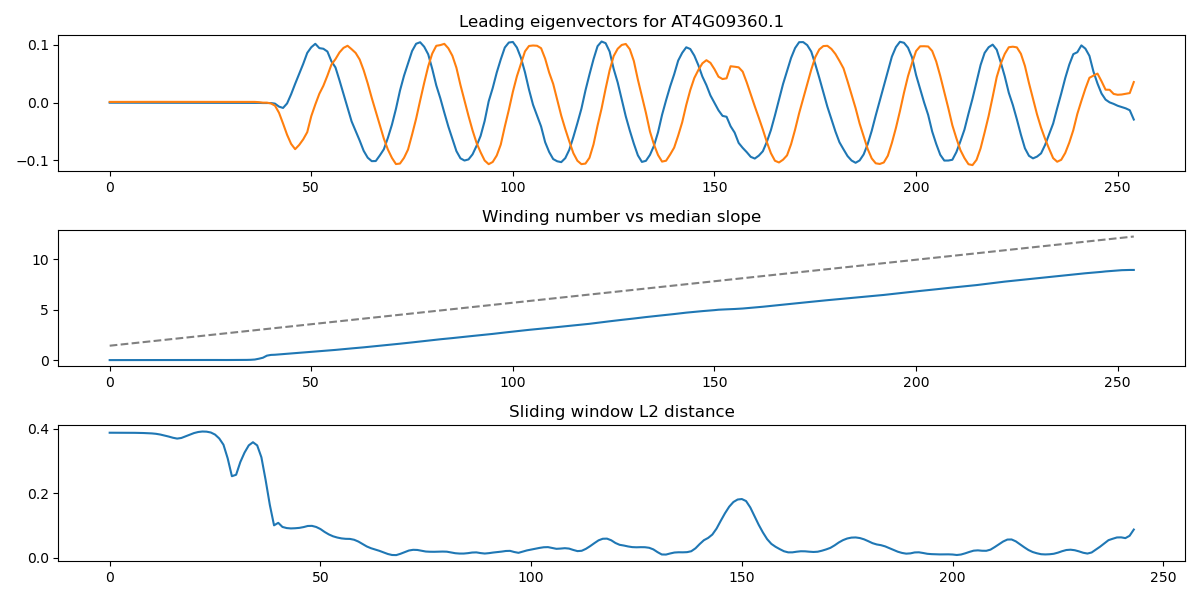 Leading eigenvectors for AT4G09360.1
0.1
0.0
−0.1
0 50 100 150 200 250
Winding number vs median slope
10
5
0
0 50 100 150 200 250
Sliding window L2 distance
0.4
0.2
0.0
0 50 100 150 200 250